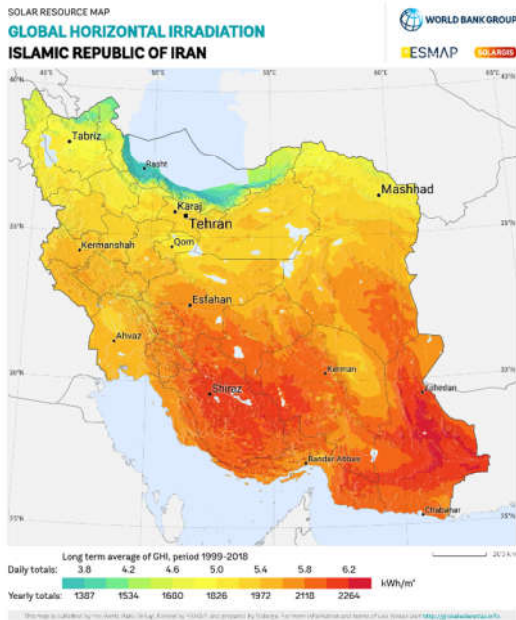 SOLAR RESOURCE MAP
GLOBAL HORIZONTAL IRRADIATION
ISLAMIC REPUBLIC OF IRAN
WORLD BANK GROUP
ESMAP
SOLARGIS
Tabriz
Rasht
Mashhad
Karaj
Tehran
Kermanshah
Qom
Esfahan
Ahvaz
Kerman
Shiraz
Zahedan
Bandar Abbas
Chabahar
Long term average of GHI, period 1999-2018
Daily totals: 3.8 4.2 4.6 5.0 5.4 5.8 6.2
kWh/m²
Yearly totals: 1387 1534 1600 1826 1972 2118 2264